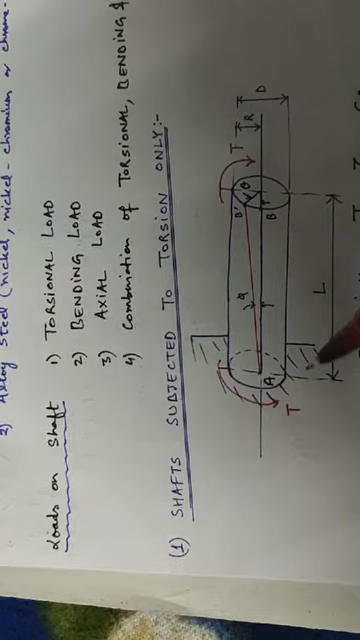 2) Alloy steel (nickel, nickel-chromium or chrome-
Loads on shaft
1) TORSIONAL LOAD
2) BENDING LOAD
3) AXIAL LOAD
4) Combination of TORSIONAL, BENDING &
(1) SHAFTS SUBJECTED TO TORSION ONLY:-
T
R
D
B'
B
L
A
T